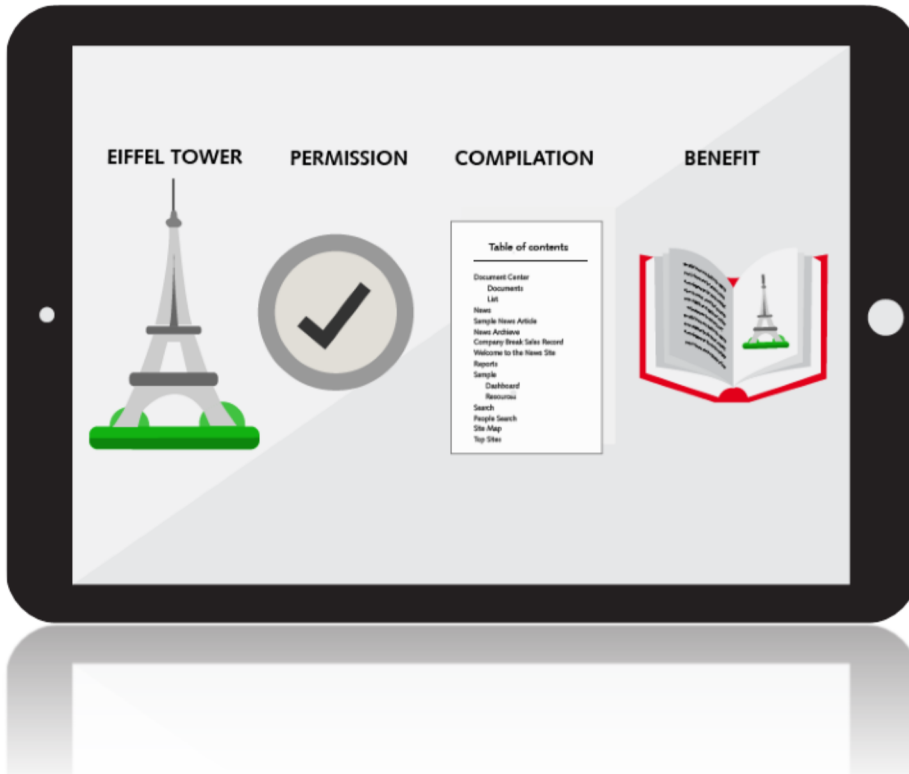 EIFFEL TOWER
PERMISSION
COMPILATION
BENEFIT
Table of contents
Document Center
Documents
List
News
Sample News Article
News Archieve
Company Break Sales Record
Welcome to the News Site
Reports
Sample
Dashboard
Resources
Search
People Search
Site Map
Top Sites